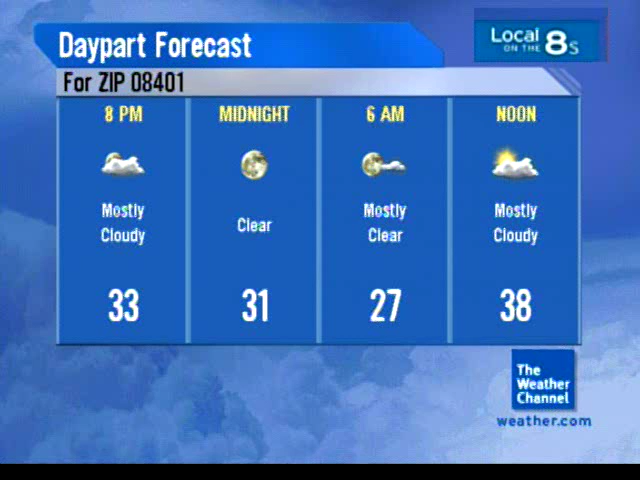 Daypart Forecast
Local
ON THE 8s
For ZIP 08401
8 PM
MIDNIGHT
6 AM
NOON
Mostly
Cloudy
Clear
Mostly
Clear
Mostly
Cloudy
33
31
27
38
The
Weather
Channel
weather.com